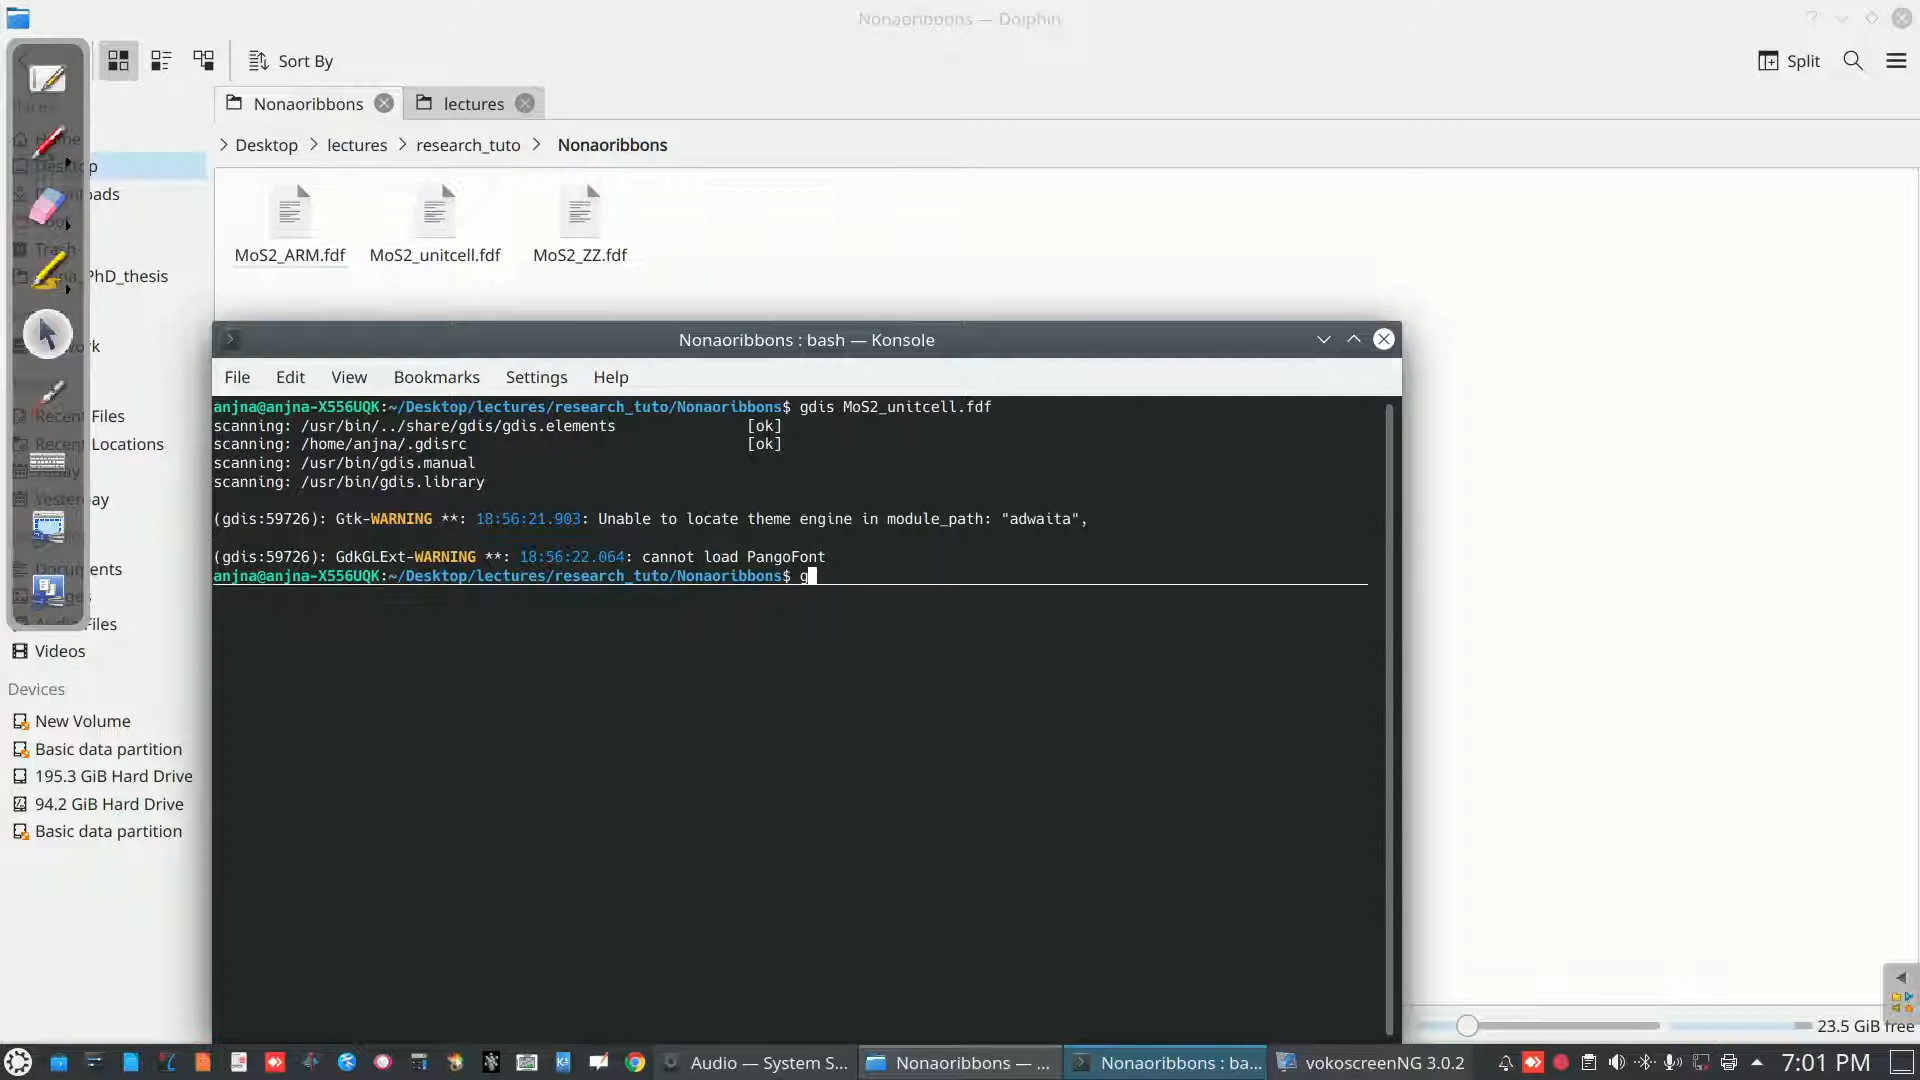 Nonaoribbons — Dolphin
Sort By
Split
Nonaoribbons
lectures
> Desktop > lectures > research_tuto > Nonaoribbons
Home
Desktop
Trash
PhD_thesis
Recent Files
Recent Locations
Yesterday
Videos
Devices
New Volume
Basic data partition
195.3 GiB Hard Drive
94.2 GiB Hard Drive
Basic data partition
MoS2_ARM.fdf
MoS2_unitcell.fdf
MoS2_ZZ.fdf
Nonaoribbons : bash — Konsole
File Edit View Bookmarks Settings Help
anjna@anjna-X556UQK:~/Desktop/lectures/research_tuto/Nonaoribbons$ gdis MoS2_unitcell.fdf
scanning: /usr/bin/../share/gdis/gdis.elements [ok]
scanning: /home/anjna/.gdisrc [ok]
scanning: /usr/bin/gdis.manual
scanning: /usr/bin/gdis.library
(gdis:59726): Gtk-WARNING **: 18:56:21.903: Unable to locate theme engine in module_path: "adwaita",
(gdis:59726): GdkGLExt-WARNING **: 18:56:22.064: cannot load PangoFont
anjna@anjna-X556UQK:~/Desktop/lectures/research_tuto/Nonaoribbons$ g
23.5 GiB free
Audio — System S...
Nonaoribbons — ...
Nonaoribbons : ba...
vokoscreenNG 3.0.2
7:01 PM